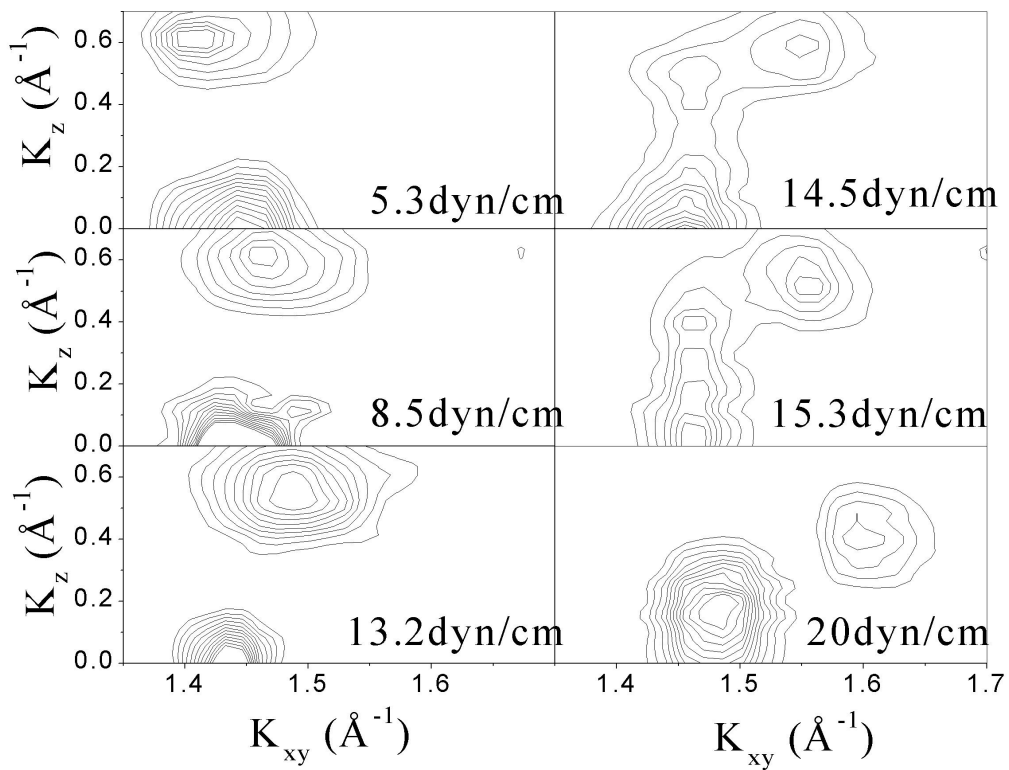 0.6
0.4
0.2
0.0
K_z (Å^-1)
5.3dyn/cm
14.5dyn/cm
0.6
0.4
0.2
0.0
K_z (Å^-1)
8.5dyn/cm
15.3dyn/cm
0.6
0.4
0.2
0.0
K_z (Å^-1)
13.2dyn/cm
20dyn/cm
1.4 1.5 1.6 1.4 1.5 1.6 1.7
K_xy (Å^-1) K_xy (Å^-1)